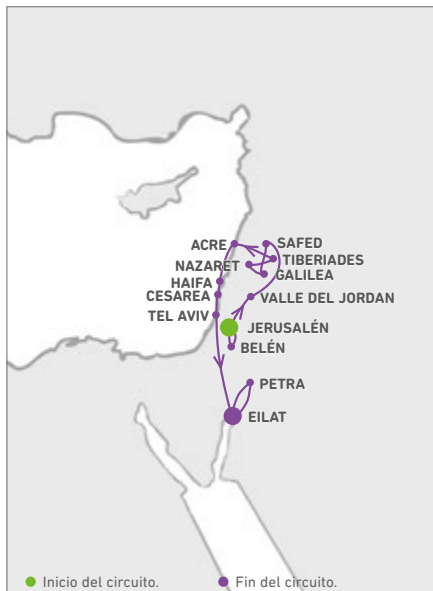 ACRE
SAFED
TIBERIADES
NAZARET
GALILEA
HAIFA
CESAREA
VALLE DEL JORDAN
TEL AVIV
JERUSALÉN
BELÉN
PETRA
EILAT
Inicio del circuito.
Fin del circuito.